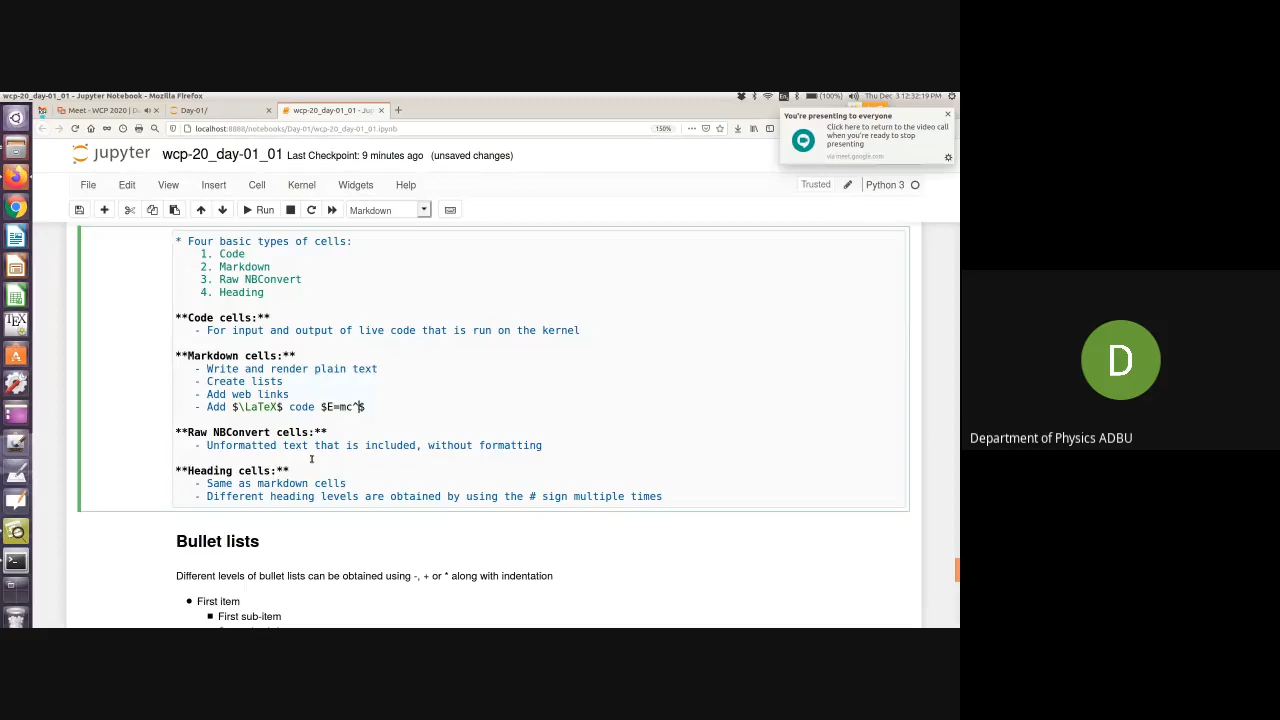 wcp-20_day-01_01 - Jupyter Notebook - Mozilla Firefox
(100%)
Thu Dec 3 12:32:19 PM
Meet - WCP 2020 | D
Day-01/
wcp-20_day-01_01 - Ju
localhost:8888/notebooks/Day-01/wcp-20_day-01_01.ipynb
150%
You're presenting to everyone
Click here to return to the video call
when you're ready to stop
presenting
via meet.google.com
jupyter
wcp-20_day-01_01
Last Checkpoint: 9 minutes ago
(unsaved changes)
File
Edit
View
Insert
Cell
Kernel
Widgets
Help
Trusted
Python 3
Run
Markdown
* Four basic types of cells:
1. Code
2. Markdown
3. Raw NBConvert
4. Heading
**Code cells:**
- For input and output of live code that is run on the kernel
**Markdown cells:**
- Write and render plain text
- Create lists
- Add web links
- Add $\LaTeX$ code $E=mc^$
**Raw NBConvert cells:**
- Unformatted text that is included, without formatting
**Heading cells:**
- Same as markdown cells
- Different heading levels are obtained by using the # sign multiple times
Bullet lists
Different levels of bullet lists can be obtained using -, + or * along with indentation
First item
First sub-item
TEX
D
Department of Physics ADBU